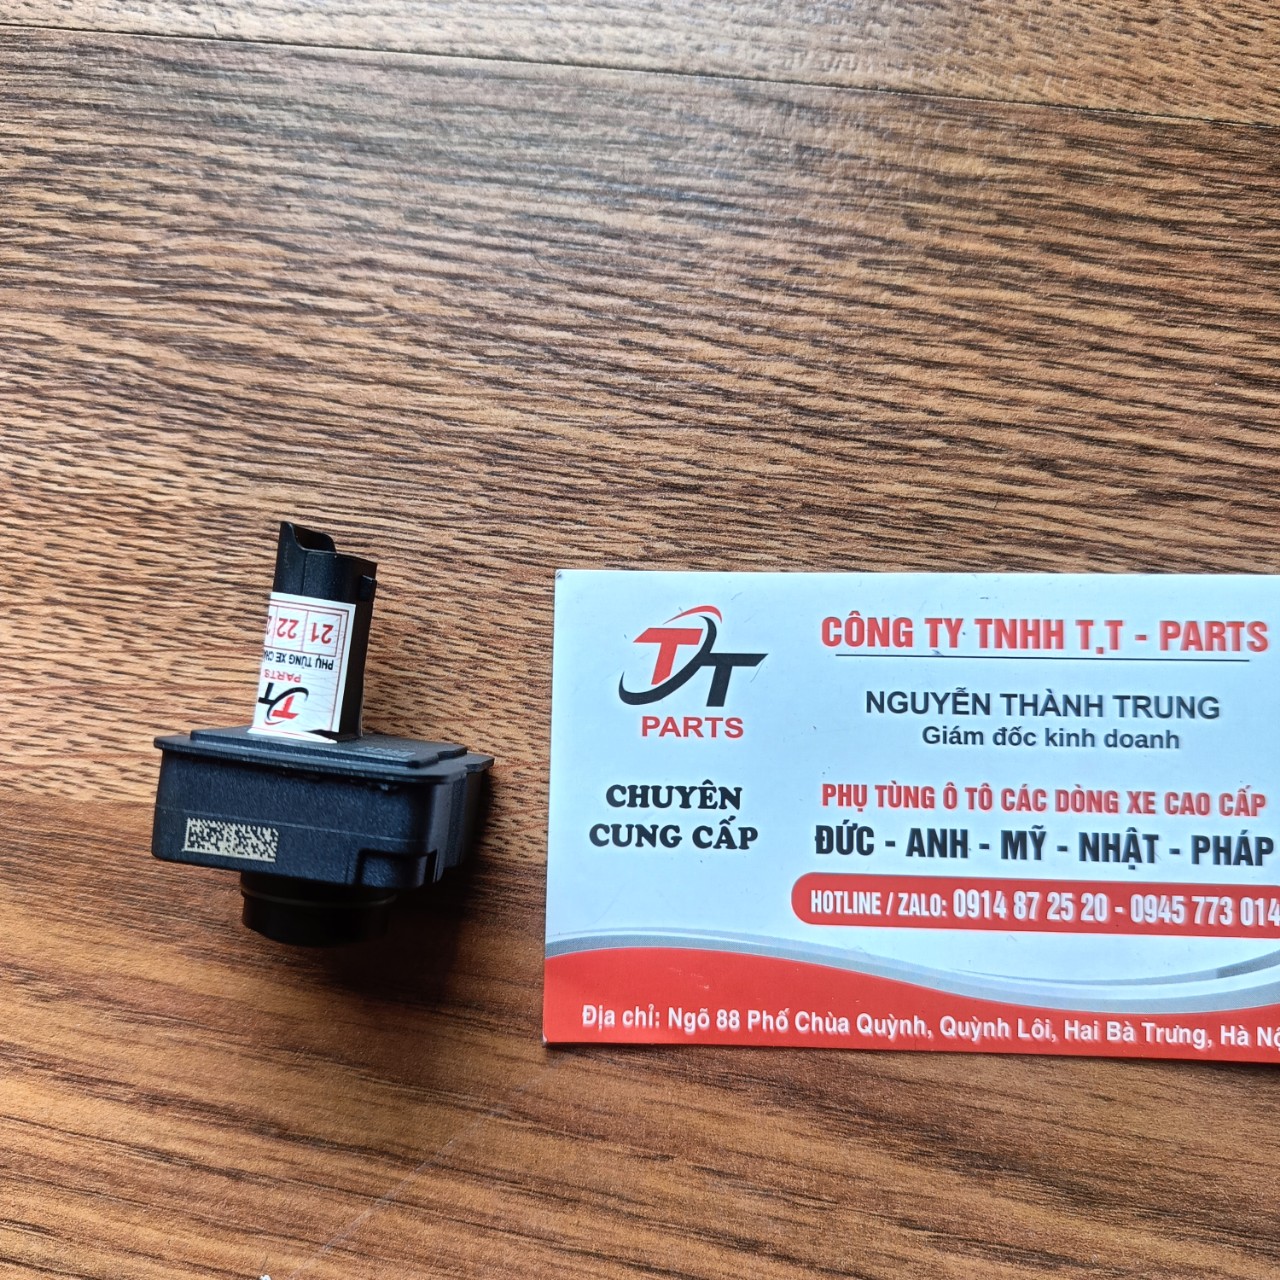 TT
PARTS
CÔNG TY TNHH T.T - PARTS
NGUYỄN THÀNH TRUNG
Giám đốc kinh doanh
CHUYÊN
CUNG CẤP
PHỤ TÙNG Ô TÔ CÁC DÒNG XE CAO CẤP
ĐỨC - ANH - MỸ - NHẬT - PHÁP
HOTLINE / ZALO: 0914 87 25 20 - 0945 773 014
Địa chỉ: Ngõ 88 Phố Chùa Quỳnh, Quỳnh Lôi, Hai Bà Trưng, Hà
TT
PARTS
PHỤ TÙNG XE
21 22